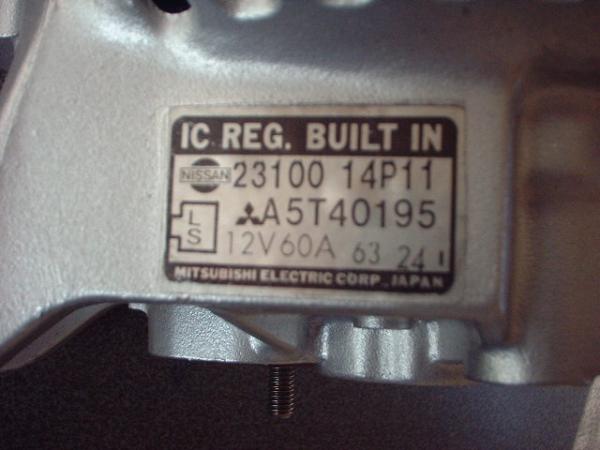 IC REG. BUILT IN
NISSAN 23100 14P11
A5T40195
L
S
12V60A 63 24 I
MITSUBISHI ELECTRIC CORP., JAPAN